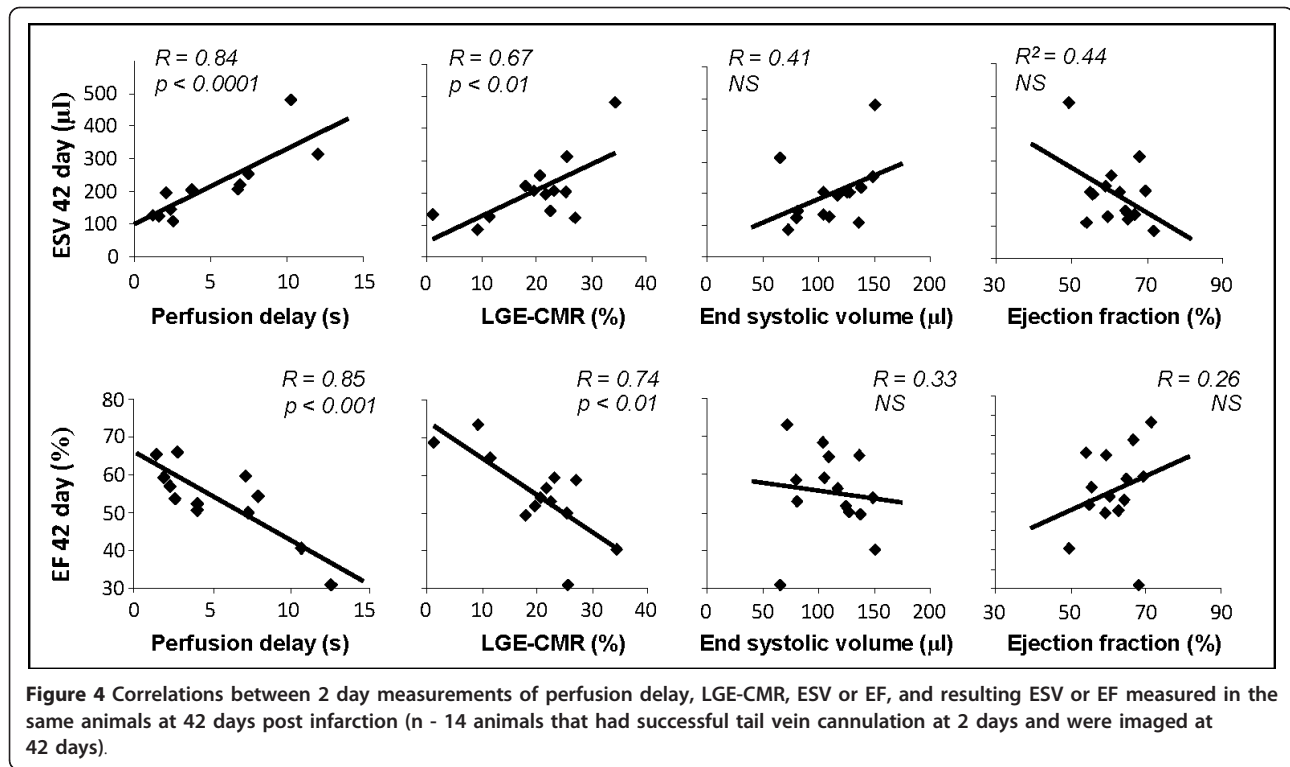 R = 0.84
p < 0.0001
R = 0.67
p < 0.01
R = 0.41
NS
R² = 0.44
NS
ESV 42 day (µl)
500
400
300
200
100
0
0 5 10 15
0 10 20 30 40
0 50 100 150 200
30 50 70 90
Perfusion delay (s)
LGE-CMR (%)
End systolic volume (µl)
Ejection fraction (%)
R = 0.85
p < 0.001
R = 0.74
p < 0.01
R = 0.33
NS
R = 0.26
NS
EF 42 day (%)
80
70
60
50
40
30
0 5 10 15
0 10 20 30 40
0 50 100 150 200
30 50 70 90
Perfusion delay (s)
LGE-CMR (%)
End systolic volume (µl)
Ejection fraction (%)
Figure 4 Correlations between 2 day measurements of perfusion delay, LGE-CMR, ESV or EF, and resulting ESV or EF measured in the
same animals at 42 days post infarction (n - 14 animals that had successful tail vein cannulation at 2 days and were imaged at
42 days).